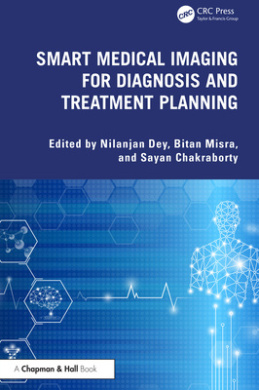 CRC Press
Taylor & Francis Group
SMART MEDICAL IMAGING
FOR DIAGNOSIS AND
TREATMENT PLANNING
Edited by Nilanjan Dey, Bitan Misra,
and Sayan Chakraborty
A Chapman & Hall Book